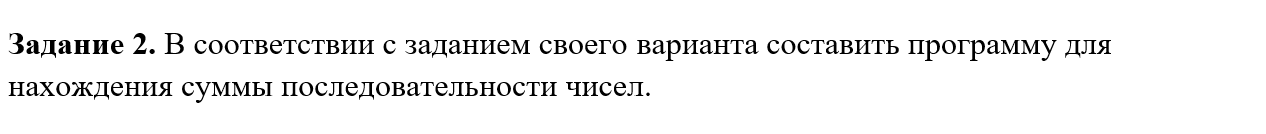 Задание 2. В соответствии с заданием своего варианта составить программу для
нахождения суммы последовательности чисел.